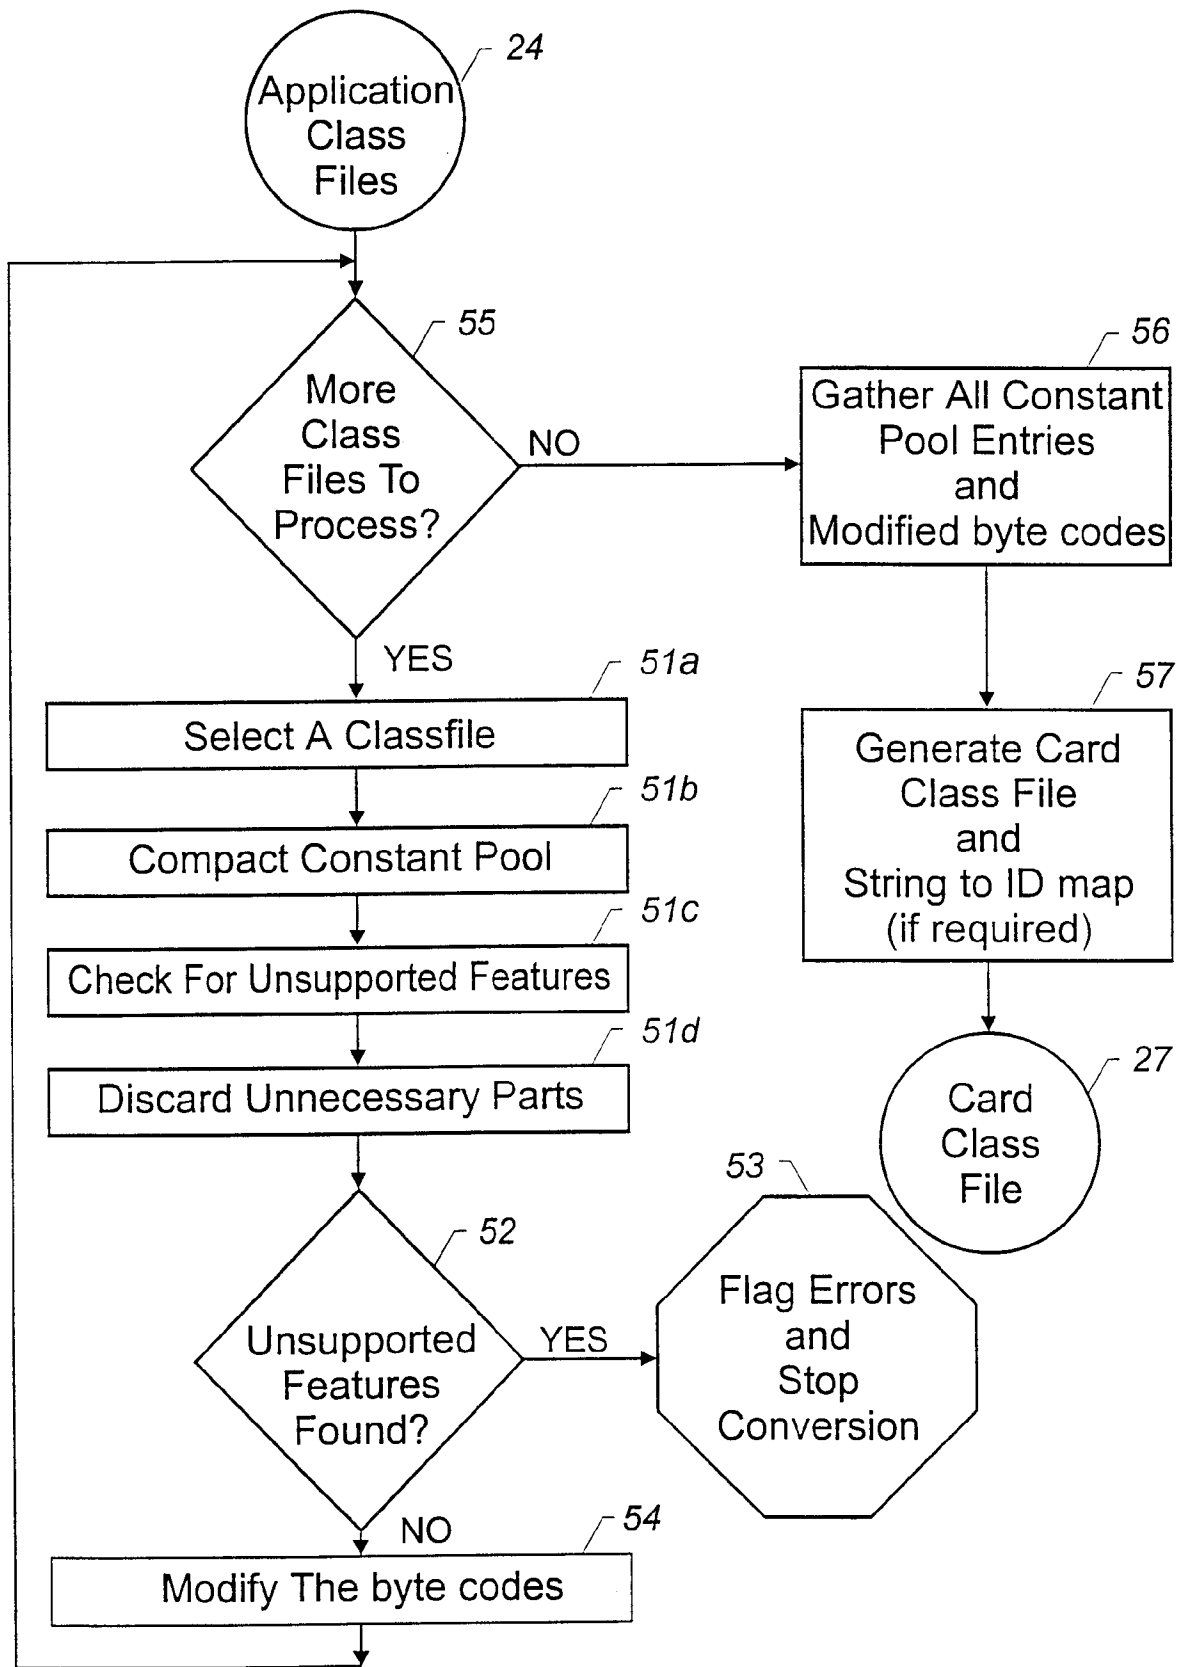 24
Application
Class
Files
55
More
Class
Files To
Process?
NO
YES
56
Gather All Constant
Pool Entries
and
Modified byte codes
51a
Select A Classfile
57
Generate Card
Class File
and
String to ID map
(if required)
51b
Compact Constant Pool
51c
Check For Unsupported Features
51d
Discard Unnecessary Parts
27
Card
Class
File
52
Unsupported
Features
Found?
YES
NO
53
Flag Errors
and
Stop
Conversion
54
Modify The byte codes